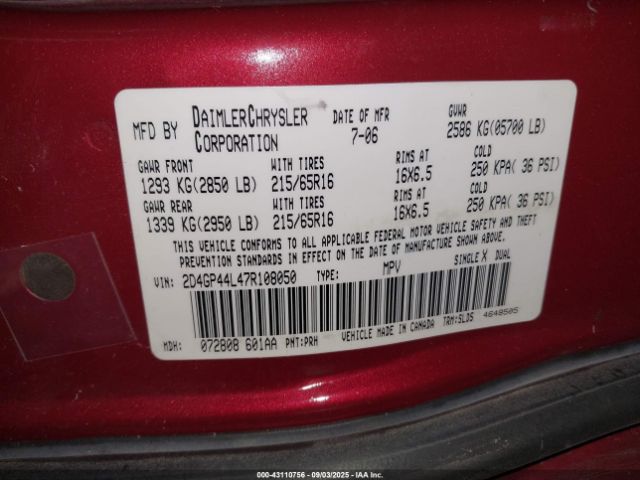 MFD BY DAIMLERCHRYSLER CORPORATION DATE OF MFR 7-06 GVWR 2586 KG(05700 LB)
GAWR FRONT WITH TIRES RIMS AT COLD
1293 KG(2850 LB) 215/65R16 16X6.5 250 KPA( 36 PSI)
GAWR REAR WITH TIRES RIMS AT COLD
1339 KG(2950 LB) 215/65R16 16X6.5 250 KPA( 36 PSI)
THIS VEHICLE CONFORMS TO ALL APPLICABLE FEDERAL MOTOR VEHICLE SAFETY AND THEFT
PREVENTION STANDARDS IN EFFECT ON THE DATE OF MANUFACTURE SHOWN ABOVE.
VIN: 2D4GP44L47R108050 TYPE: MPV SINGLE X DUAL
MDH: 072808 601AA PNT:PRH VEHICLE MADE IN CANADA TRM:SLDS 4648505
000-43110756 - 09/03/2025 - © IAA, LLC